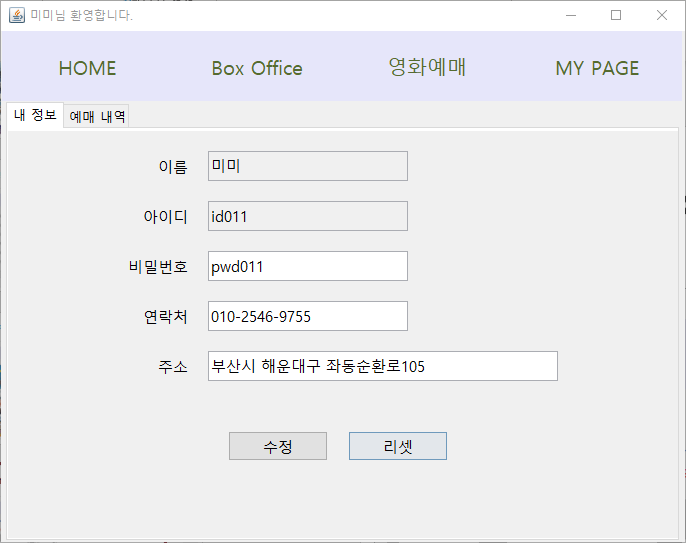 미미님 환영합니다.
HOME Box Office 영화예매 MY PAGE
내 정보 예매 내역
이름 미미
아이디 id011
비밀번호 pwd011
연락처 010-2546-9755
주소 부산시 해운대구 좌동순환로105
수정 리셋